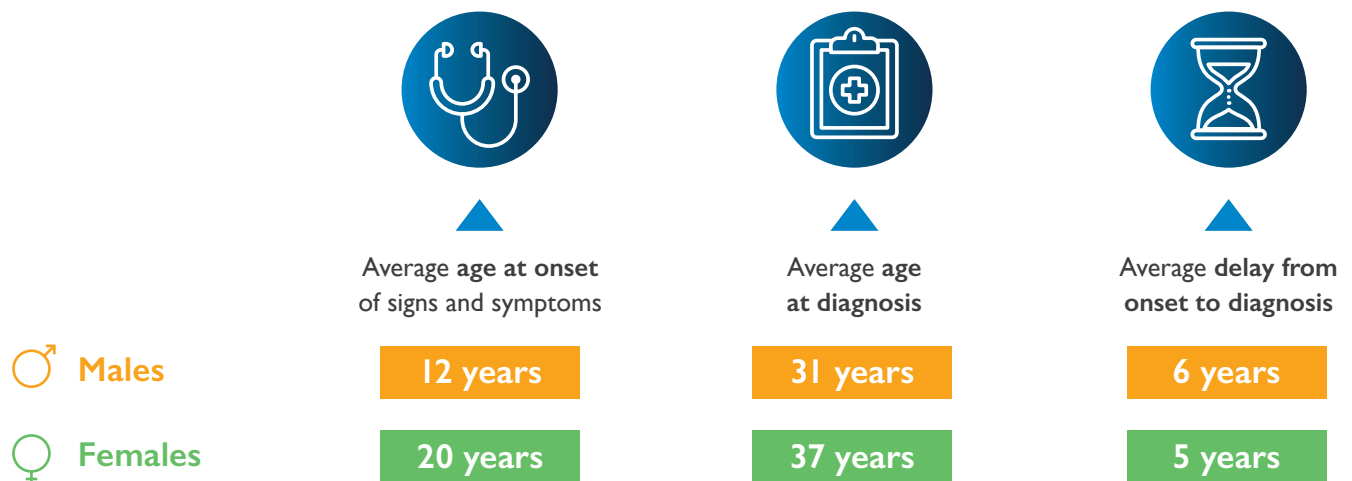 Average age at onset
of signs and symptoms
Average age
at diagnosis
Average delay from
onset to diagnosis
Males 12 years 31 years 6 years
Females 20 years 37 years 5 years